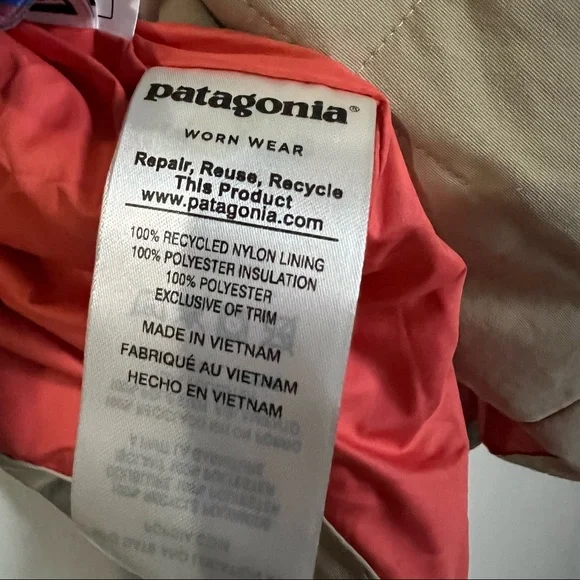 patagonia®
WORN WEAR
Repair, Reuse, Recycle
This Product
www.patagonia.com
100% RECYCLED NYLON LINING
100% POLYESTER INSULATION
100% POLYESTER
EXCLUSIVE OF TRIM
MADE IN VIETNAM
FABRIQUÉ AU VIETNAM
HECHO EN VIETNAM